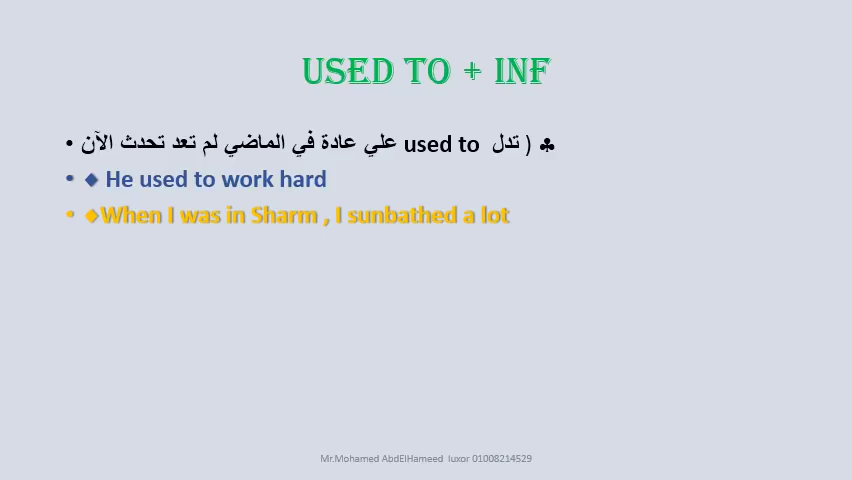 USED TO + INF
• ♣ ( تدل used to علي عادة في الماضي لم تعد تحدث الآن
• ◆ He used to work hard
• ◆When I was in Sharm , I sunbathed a lot
Mr.Mohamed AbdElHameed luxor 01008214529